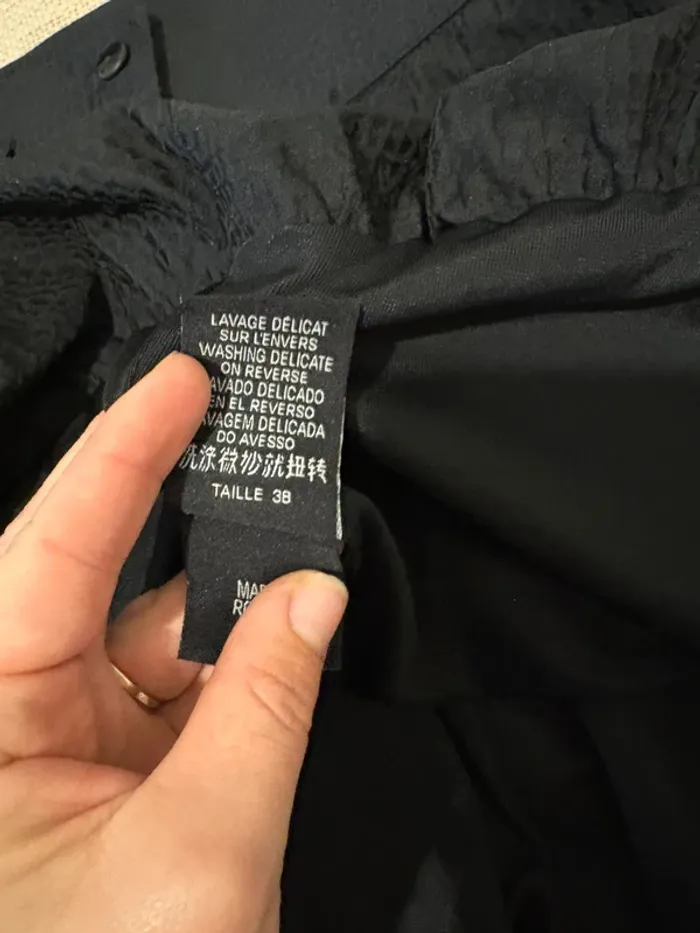 LAVAGE DÉLICAT
SUR L'ENVERS
WASHING DELICATE
ON REVERSE
LAVADO DELICADO
EN EL REVERSO
LAVAGEM DELICADA
DO AVESSO
洗涤微妙就扭转
TAILLE 38